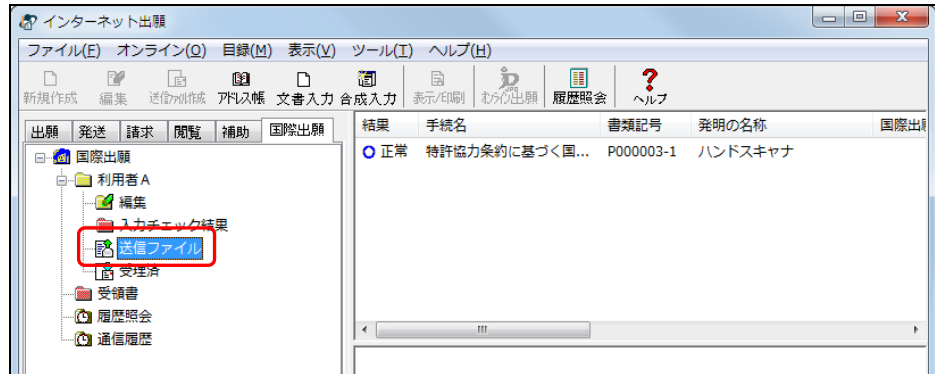 インターネット出願
ファイル(F) オンライン(O) 目録(M) 表示(V) ツール(T) ヘルプ(H)
新規作成 編集 送信ファイル作成 アドレス帳 文書入力 合成入力 表示/印刷 オンライン出願 履歴照会 ヘルプ
出願 発送 請求 閲覧 補助 国際出願
結果 手続名 書類記号 発明の名称 国際出願
正常 特許協力条約に基づく国... P000003-1 ハンドスキャナ
国際出願
利用者A
編集
入力チェック結果
送信ファイル
受理済
受領書
履歴照会
通信履歴